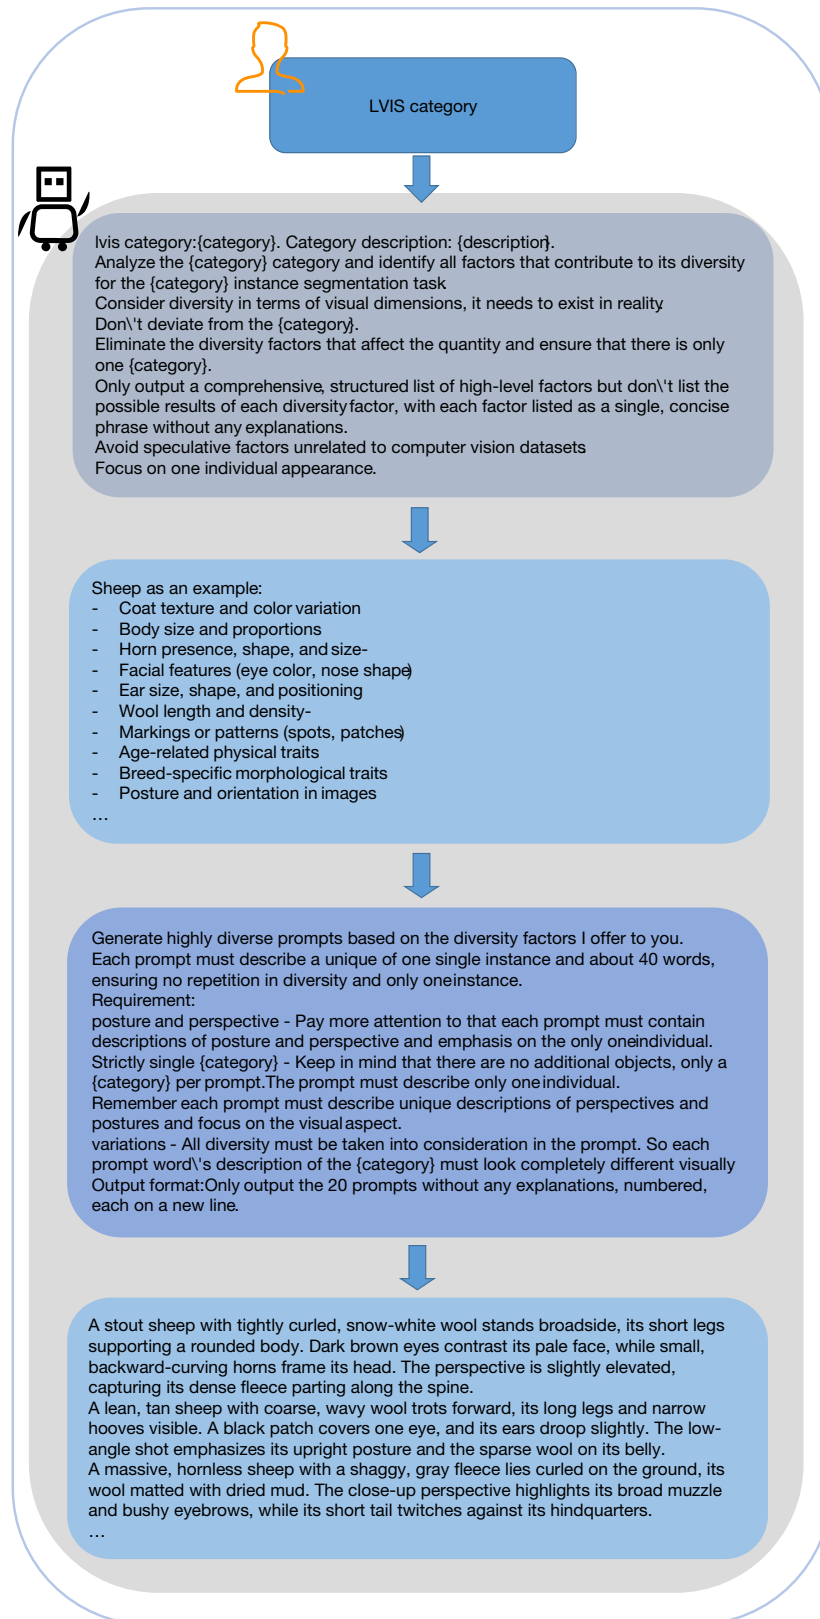 LVIS category
lvis category:{category}. Category description: {description}.
Analyze the {category} category and identify all factors that contribute to its diversity
for the {category} instance segmentation task.
Consider diversity in terms of visual dimensions, it needs to exist in reality.
Don\'t deviate from the {category}.
Eliminate the diversity factors that affect the quantity and ensure that there is only
one {category}.
Only output a comprehensive, structured list of high-level factors but don\'t list the
possible results of each diversity factor, with each factor listed as a single, concise
phrase without any explanations.
Avoid speculative factors unrelated to computer vision datasets.
Focus on one individual appearance.
Sheep as an example:
- Coat texture and color variation
- Body size and proportions
- Horn presence, shape, and size-
- Facial features (eye color, nose shape)
- Ear size, shape, and positioning
- Wool length and density-
- Markings or patterns (spots, patches)
- Age-related physical traits
- Breed-specific morphological traits
- Posture and orientation in images
…
Generate highly diverse prompts based on the diversity factors I offer to you.
Each prompt must describe a unique of one single instance and about 40 words,
ensuring no repetition in diversity and only one instance.
Requirement:
posture and perspective - Pay more attention to that each prompt must contain
descriptions of posture and perspective and emphasis on the only one individual.
Strictly single {category} - Keep in mind that there are no additional objects, only a
{category} per prompt.The prompt must describe only one individual.
Remember each prompt must describe unique descriptions of perspectives and
postures and focus on the visual aspect.
variations - All diversity must be taken into consideration in the prompt. So each
prompt word\'s description of the {category} must look completely different visually
Output format:Only output the 20 prompts without any explanations, numbered,
each on a new line.
A stout sheep with tightly curled, snow-white wool stands broadside, its short legs
supporting a rounded body. Dark brown eyes contrast its pale face, while small,
backward-curving horns frame its head. The perspective is slightly elevated,
capturing its dense fleece parting along the spine.
A lean, tan sheep with coarse, wavy wool trots forward, its long legs and narrow
hooves visible. A black patch covers one eye, and its ears droop slightly. The low-
angle shot emphasizes its upright posture and the sparse wool on its belly.
A massive, hornless sheep with a shaggy, gray fleece lies curled on the ground, its
wool matted with dried mud. The close-up perspective highlights its broad muzzle
and bushy eyebrows, while its short tail twitches against its hindquarters.
…